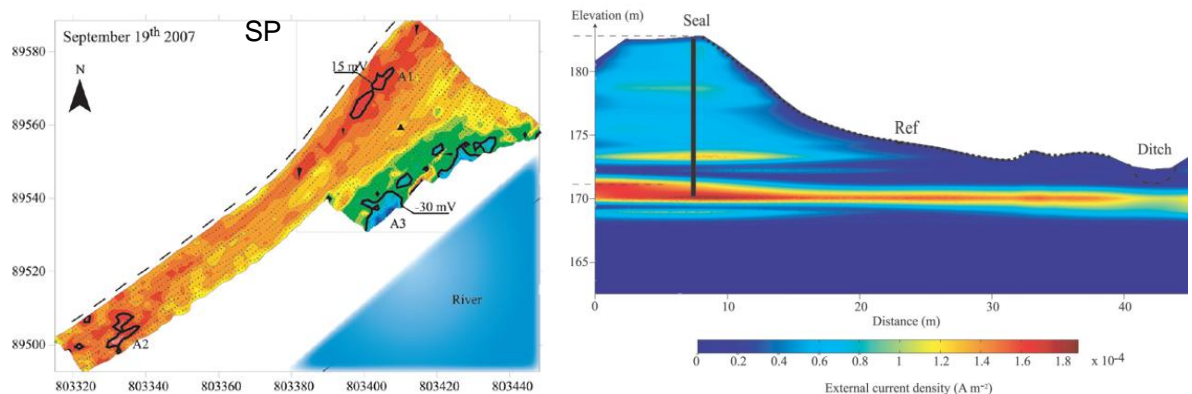 SP
September 19th 2007
N
89580
89560
89540
89520
89500
15 mV
A1
-30 mV
A3
A2
River
803320 803340 803360 803380 803400 803420 803440
Elevation (m)
Seal
180
175
170
165
Ref
Ditch
0 10 20 30 40
Distance (m)
0 0.2 0.4 0.6 0.8 1 1.2 1.4 1.6 1.8 x 10-4
External current density (A m-2)